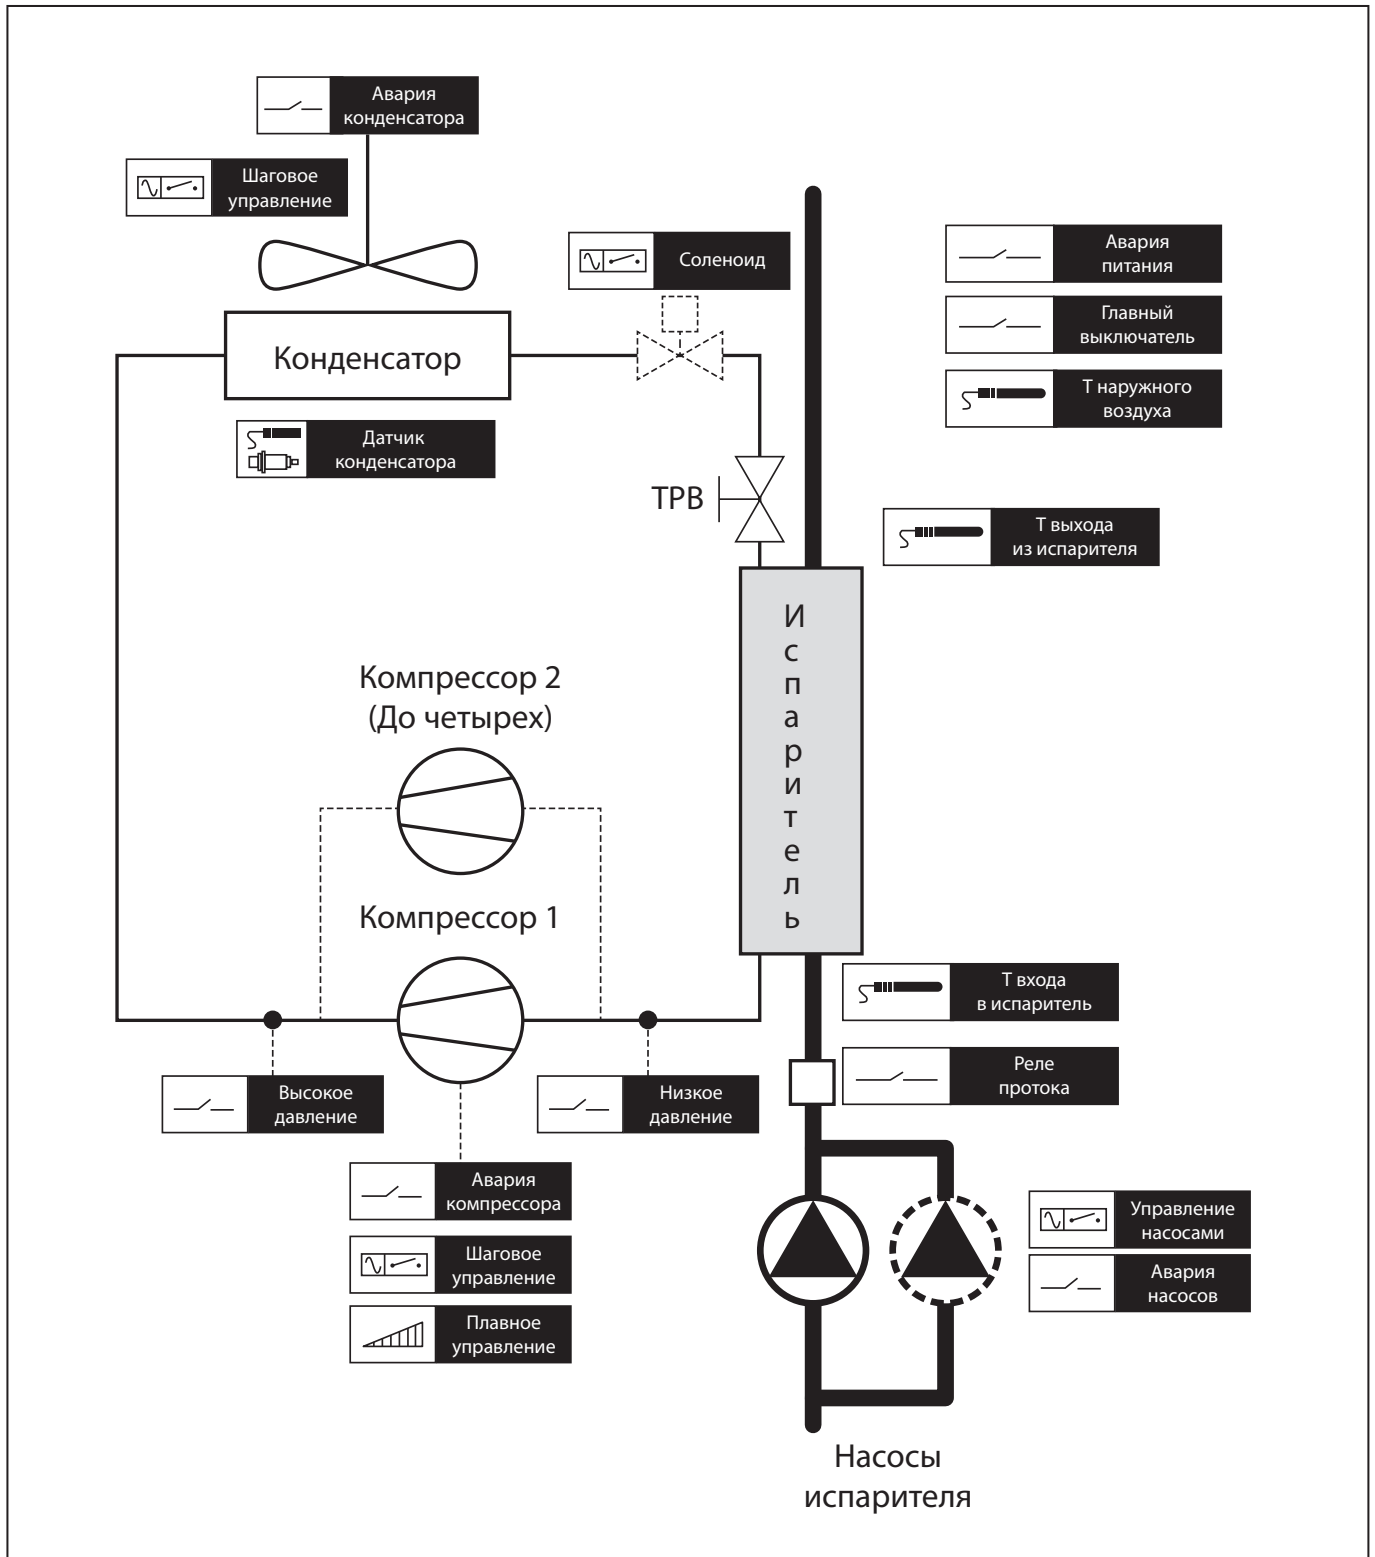 Авария
конденсатора
Шаговое
управление
Соленоид
Авария
питания
Главный
выключатель
Т наружного
воздуха
Конденсатор
Датчик
конденсатора
ТРВ
Т выхода
из испарителя
Испаритель
Компрессор 2
(До четырех)
Компрессор 1
Т входа
в испаритель
Реле
протока
Высокое
давление
Низкое
давление
Авария
компрессора
Шаговое
управление
Плавное
управление
Управление
насосами
Авария
насосов
Насосы
испарителя